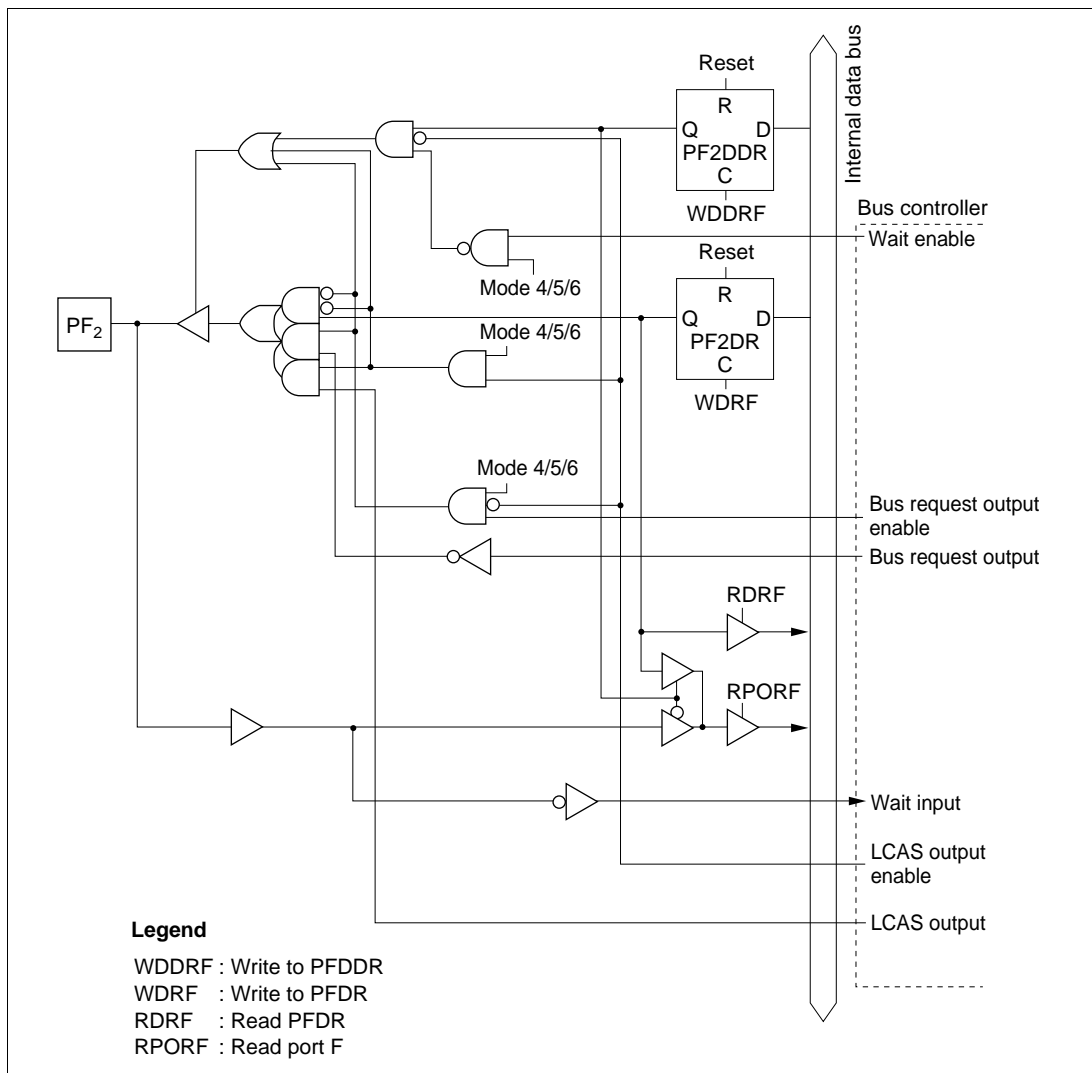 Reset
R
Q D
PF2DDR
C
WDDRF
Internal data bus
Bus controller
Wait enable
Mode 4/5/6
Reset
R
Q D
PF2DR
C
WDRF
PF2
Mode 4/5/6
Mode 4/5/6
Bus request output
enable
Bus request output
RDRF
RPORF
Wait input
LCAS output
enable
LCAS output
Legend
WDDRF : Write to PFDDR
WDRF : Write to PFDR
RDRF : Read PFDR
RPORF : Read port F